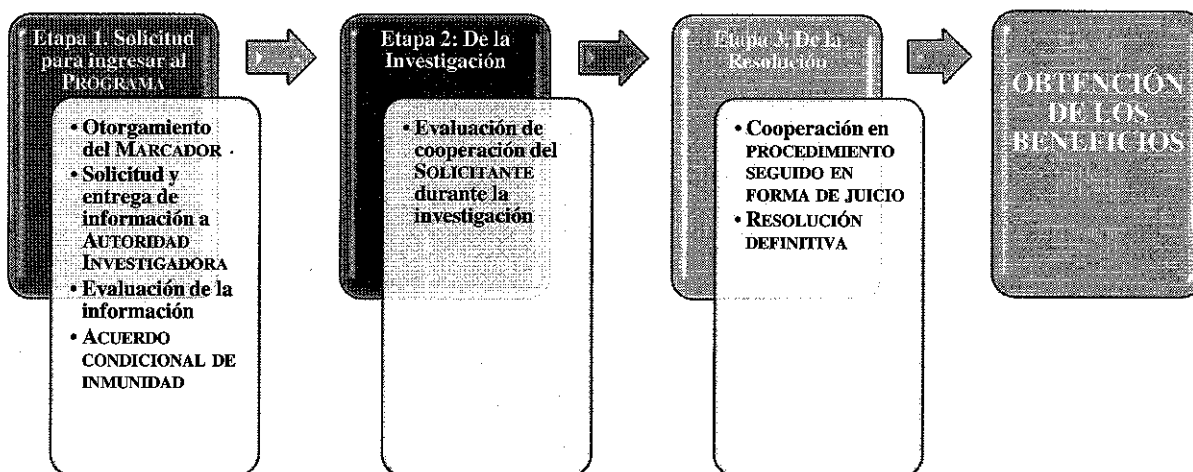 Etapa 1. Solicitud
para ingresar al
PROGRAMA
• Otorgamiento
del MARCADOR
• Solicitud y
entrega de
información a
AUTORIDAD
INVESTIGADORA
• Evaluación de la
información
• ACUERDO
CONDICIONAL DE
INMUNIDAD
Etapa 2: De la
Investigación
• Evaluación de
cooperación del
SOLICITANTE
durante la
investigación
Etapa 3. De la
Resolución
• Cooperación en
PROCEDIMIENTO
SEGUIDO EN
FORMA DE JUICIO
• RESOLUCIÓN
DEFINITIVA
OBTENCIÓN
DE LOS
BENEFICIOS